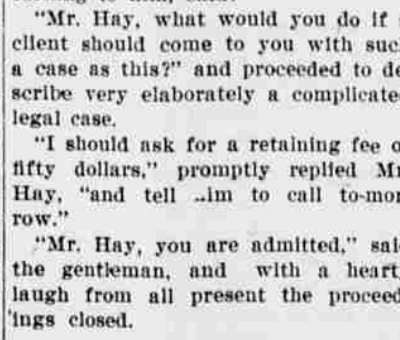 "Mr. Hay, what would you do if
client should come to you with suc
a case as this?" and proceeded to de
scribe very elaborately a complicate
legal case.
"I should ask for a retaining fee o
fifty dollars," promptly replied Mr
Hay, "and tell ..im to call to-mor
row."
"Mr. Hay, you are admitted," sai
the gentleman, and with a heart
laugh from all present the proceed
ings closed.